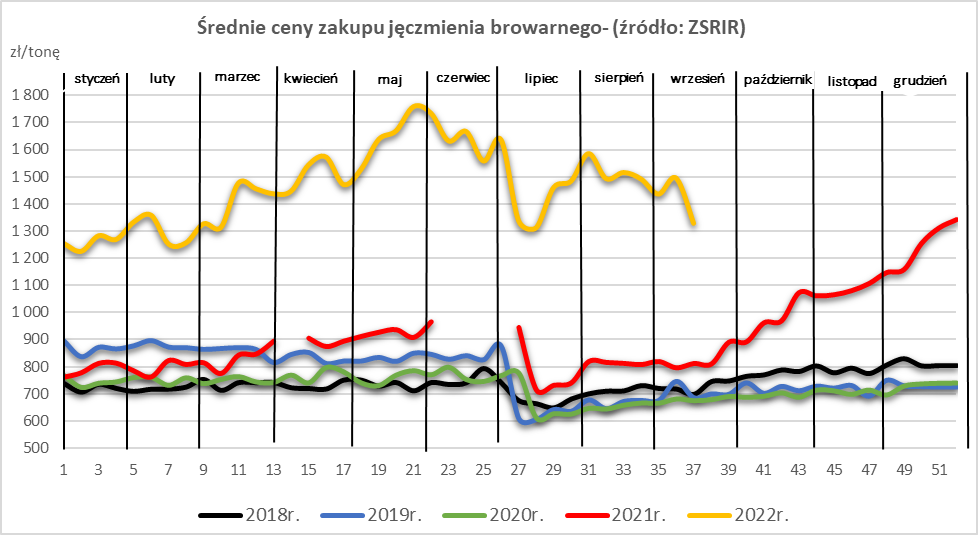 Średnie ceny zakupu jęczmienia browarnego- (źródło: ZSRIR)
zł/tonę
styczeń luty marzec kwiecień maj czerwiec lipiec sierpień wrzesień październik listopad grudzień
1 800
1 700
1 600
1 500
1 400
1 300
1 200
1 100
1 000
900
800
700
600
500
1 3 5 7 9 11 13 15 17 19 21 23 25 27 29 31 33 35 37 39 41 43 45 47 49 51
2018r. 2019r. 2020r. 2021r. 2022r.